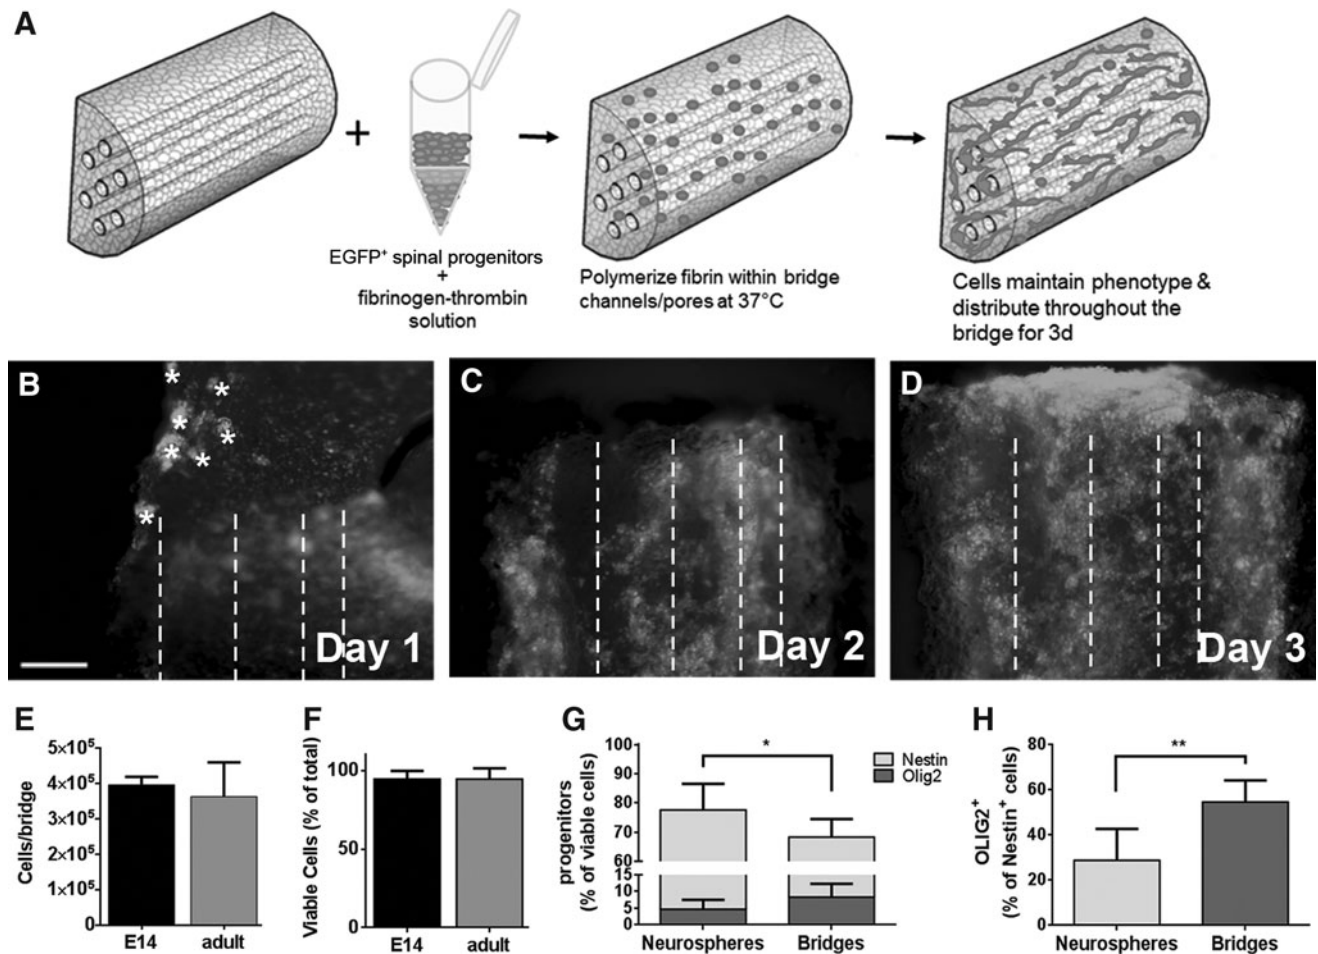 A
+
EGFP⁺ spinal progenitors
+
fibrinogen-thrombin
solution
Polymerize fibrin within bridge
channels/pores at 37°C
Cells maintain phenotype &
distribute throughout the
bridge for 3d
B
* * * * * * *
Day 1
C
Day 2
D
Day 3
E
Cells/bridge
5×10⁵
4×10⁵
3×10⁵
2×10⁵
1×10⁵
0
E14
adult
F
Viable Cells (% of total)
100
50
0
E14
adult
G
progenitors
(% of viable cells)
100
90
80
70
60
15
10
5
0
*
Nestin
Olig2
Neurospheres
Bridges
H
OLIG2⁺
(% of Nestin⁺ cells)
80
60
40
20
0
**
Neurospheres
Bridges